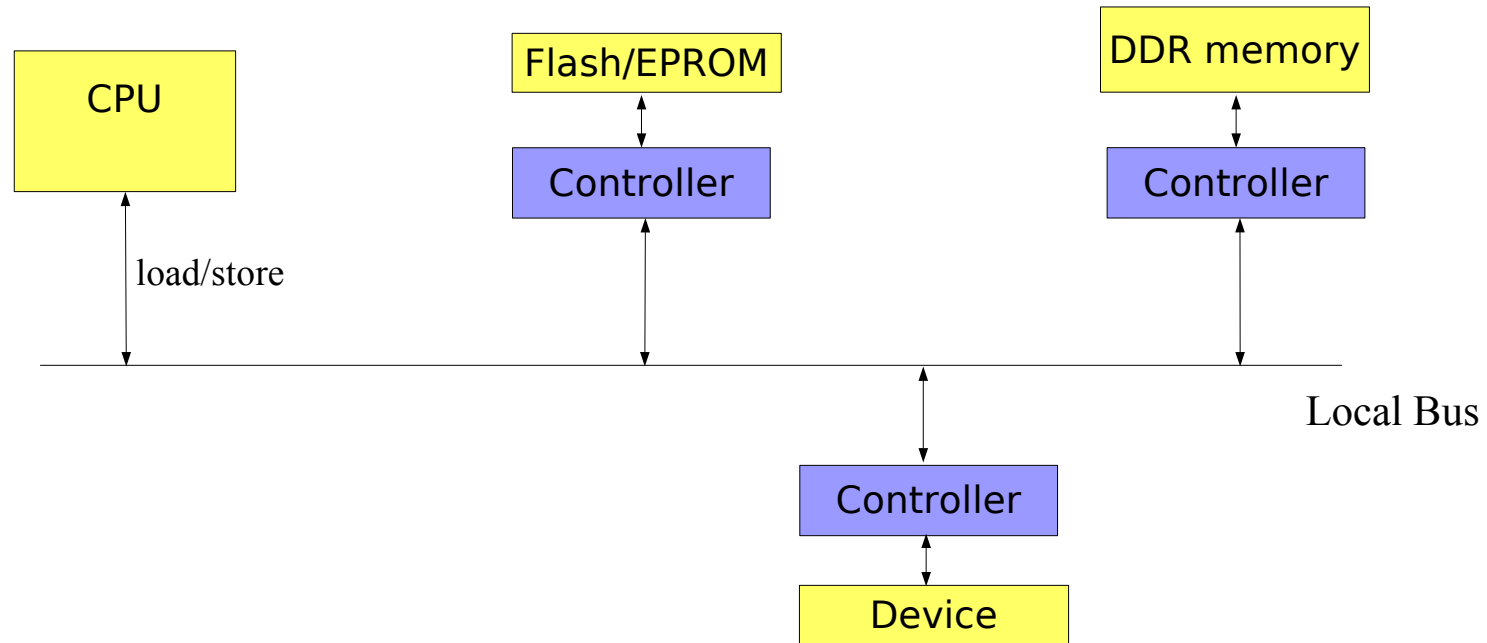 CPU
Flash/EPROM
DDR memory
Controller
Controller
load/store
Local Bus
Controller
Device